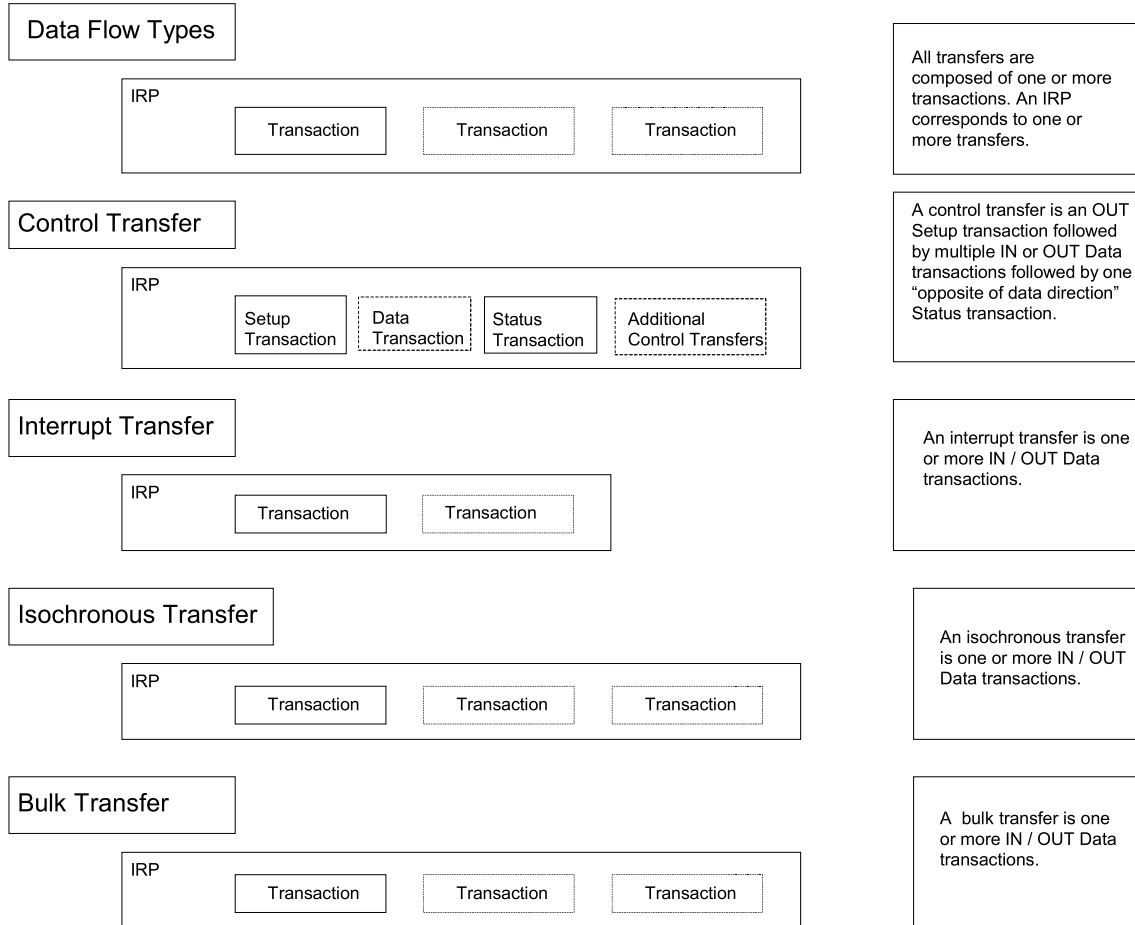 Data Flow Types
IRP
Transaction
Transaction
Transaction
All transfers are
composed of one or more
transactions. An IRP
corresponds to one or
more transfers.
Control Transfer
IRP
Setup
Transaction
Data
Transaction
Status
Transaction
Additional
Control Transfers
A control transfer is an OUT
Setup transaction followed
by multiple IN or OUT Data
transactions followed by one
“opposite of data direction”
Status transaction.
Interrupt Transfer
IRP
Transaction
Transaction
An interrupt transfer is one
or more IN / OUT Data
transactions.
Isochronous Transfer
IRP
Transaction
Transaction
Transaction
An isochronous transfer
is one or more IN / OUT
Data transactions.
Bulk Transfer
IRP
Transaction
Transaction
Transaction
A bulk transfer is one
or more IN / OUT Data
transactions.